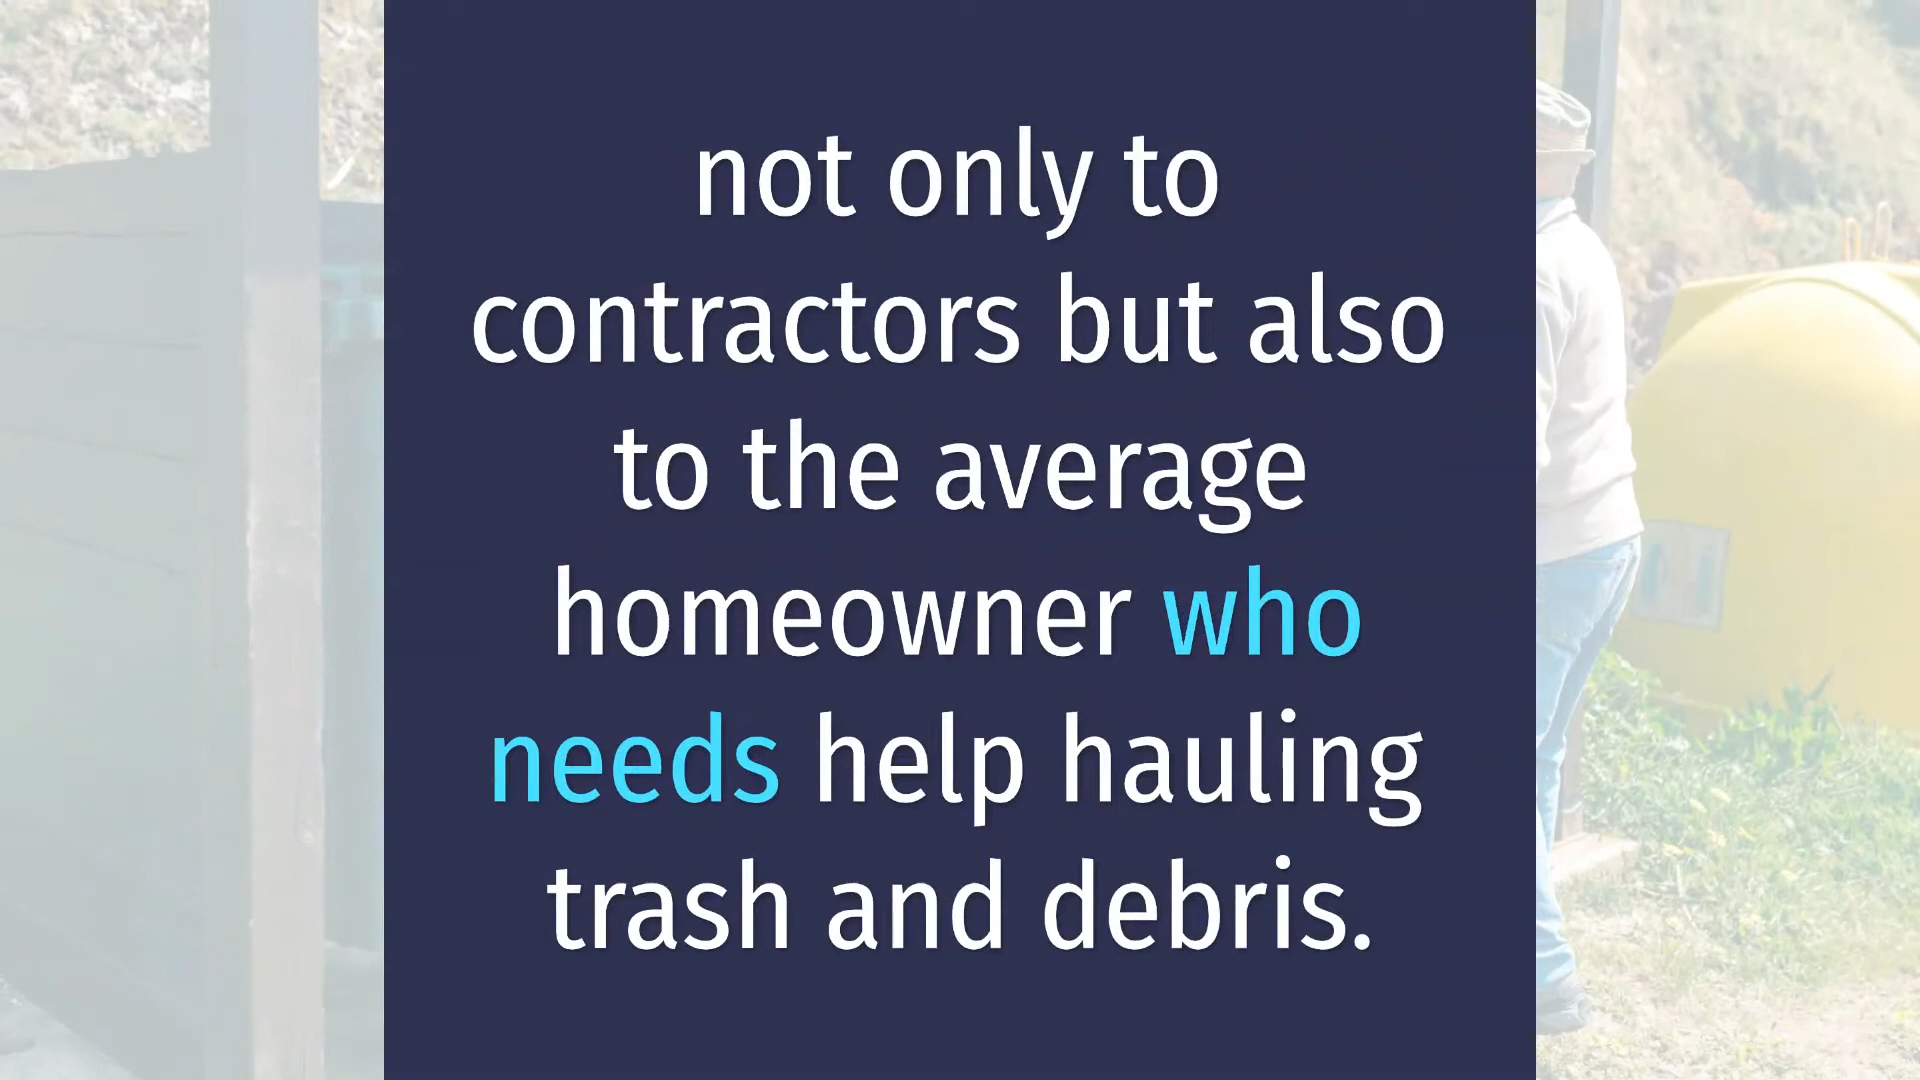 not only to
contractors but also
to the average
homeowner who
needs help hauling
trash and debris.